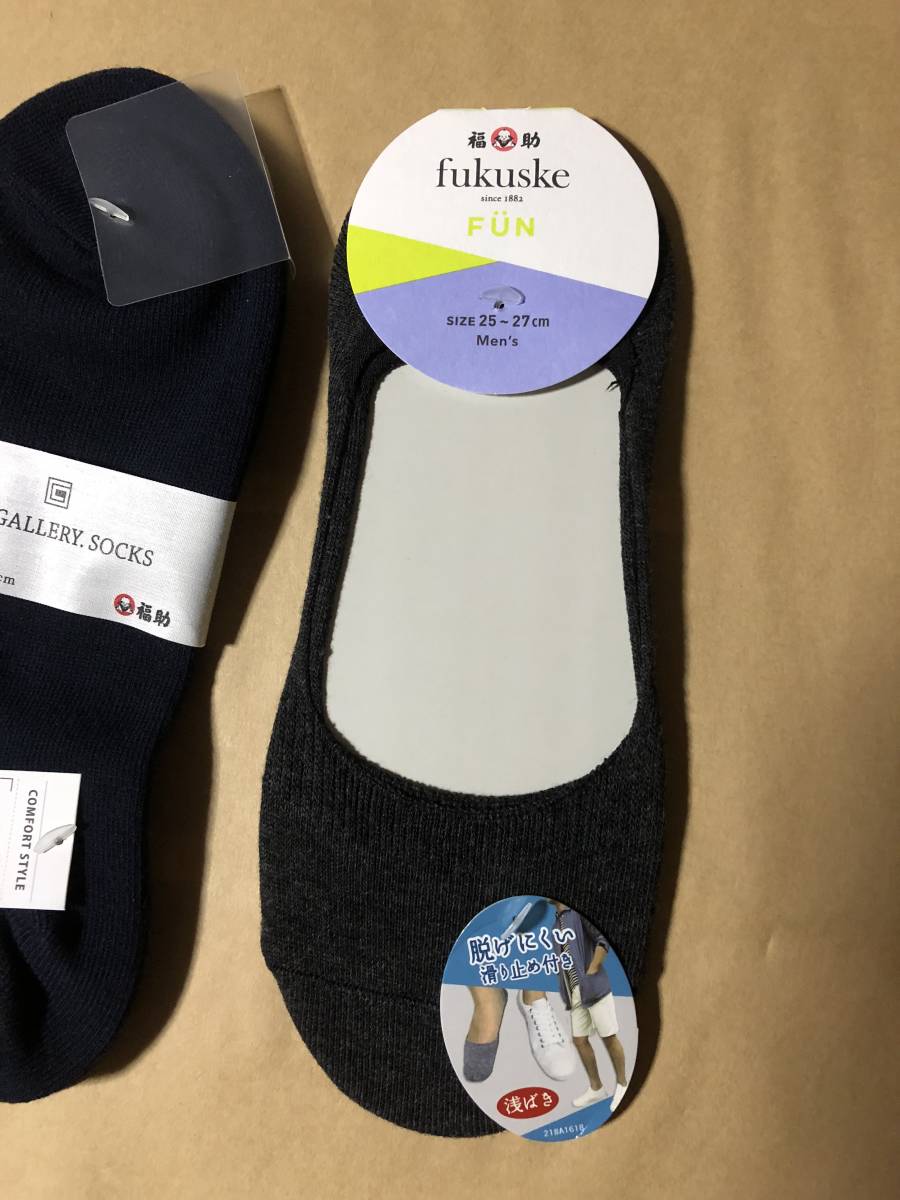 福助
fukuske
since 1882
FÜN
SIZE 25~27cm
Men's
GALLERY. SOCKS
cm
福助
COMFORT STYLE
脱げにくい
滑り止め付き
浅ばき
218A1618